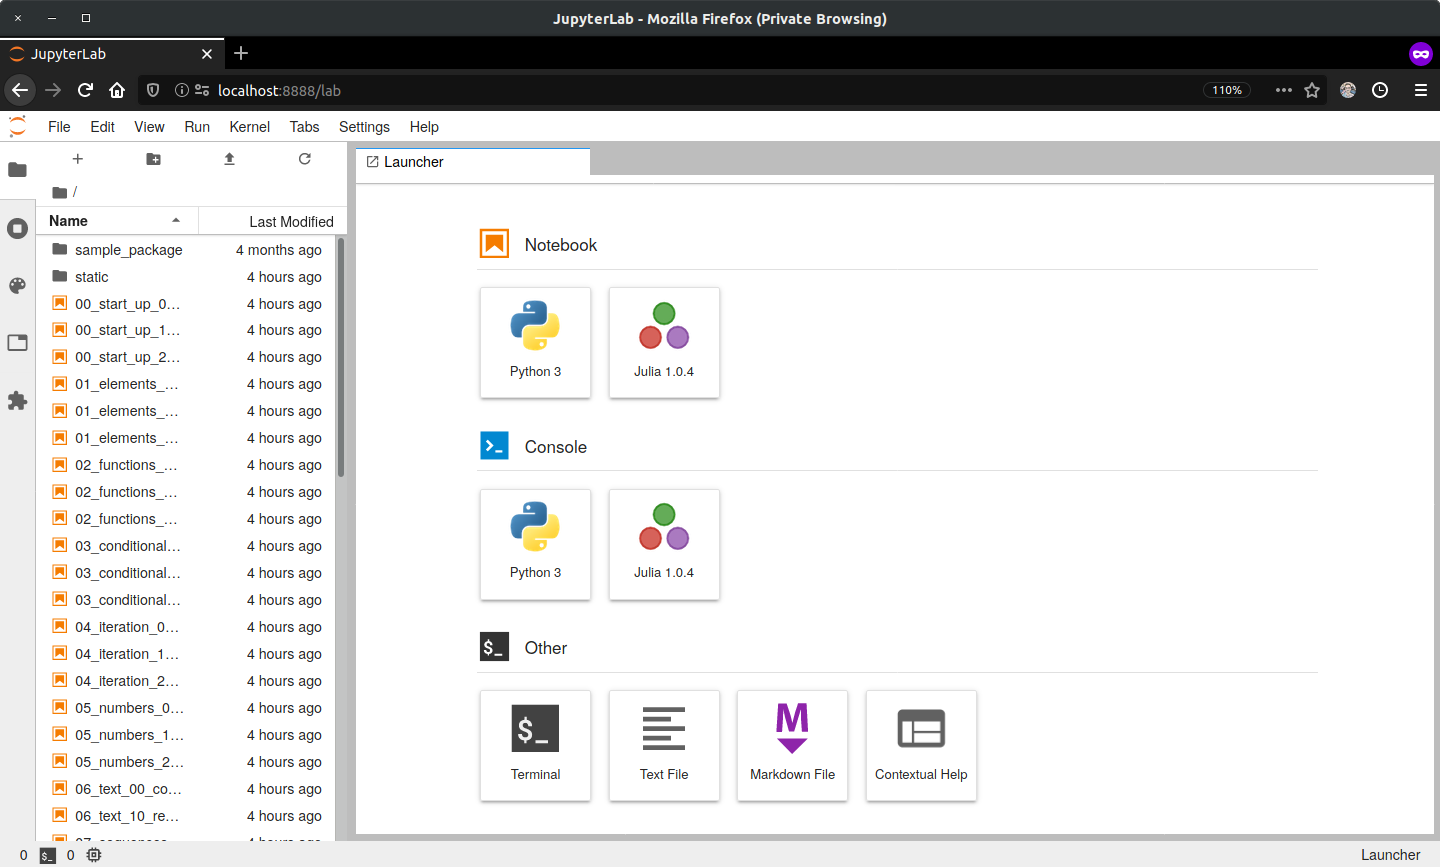 JupyterLab - Mozilla Firefox (Private Browsing)
JupyterLab
localhost:8888/lab
110%
File Edit View Run Kernel Tabs Settings Help
/
Name Last Modified
sample_package 4 months ago
static 4 hours ago
00_start_up_0… 4 hours ago
00_start_up_1… 4 hours ago
00_start_up_2… 4 hours ago
01_elements_… 4 hours ago
01_elements_… 4 hours ago
01_elements_… 4 hours ago
02_functions_… 4 hours ago
02_functions_… 4 hours ago
02_functions_… 4 hours ago
03_conditional… 4 hours ago
03_conditional… 4 hours ago
03_conditional… 4 hours ago
04_iteration_0… 4 hours ago
04_iteration_1… 4 hours ago
04_iteration_2… 4 hours ago
05_numbers_0… 4 hours ago
05_numbers_1… 4 hours ago
05_numbers_2… 4 hours ago
06_text_00_co… 4 hours ago
06_text_10_re… 4 hours ago
Launcher
Notebook
Python 3
Julia 1.0.4
Console
Python 3
Julia 1.0.4
Other
$_
Terminal
Text File
M
Markdown File
Contextual Help
0 $_ 0
Launcher